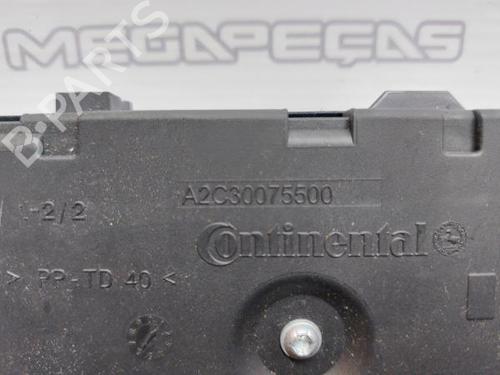 MEGAPEÇAS
B-PARTS
A2C30075500
-2/2
Continental
> PP-TD 40 <